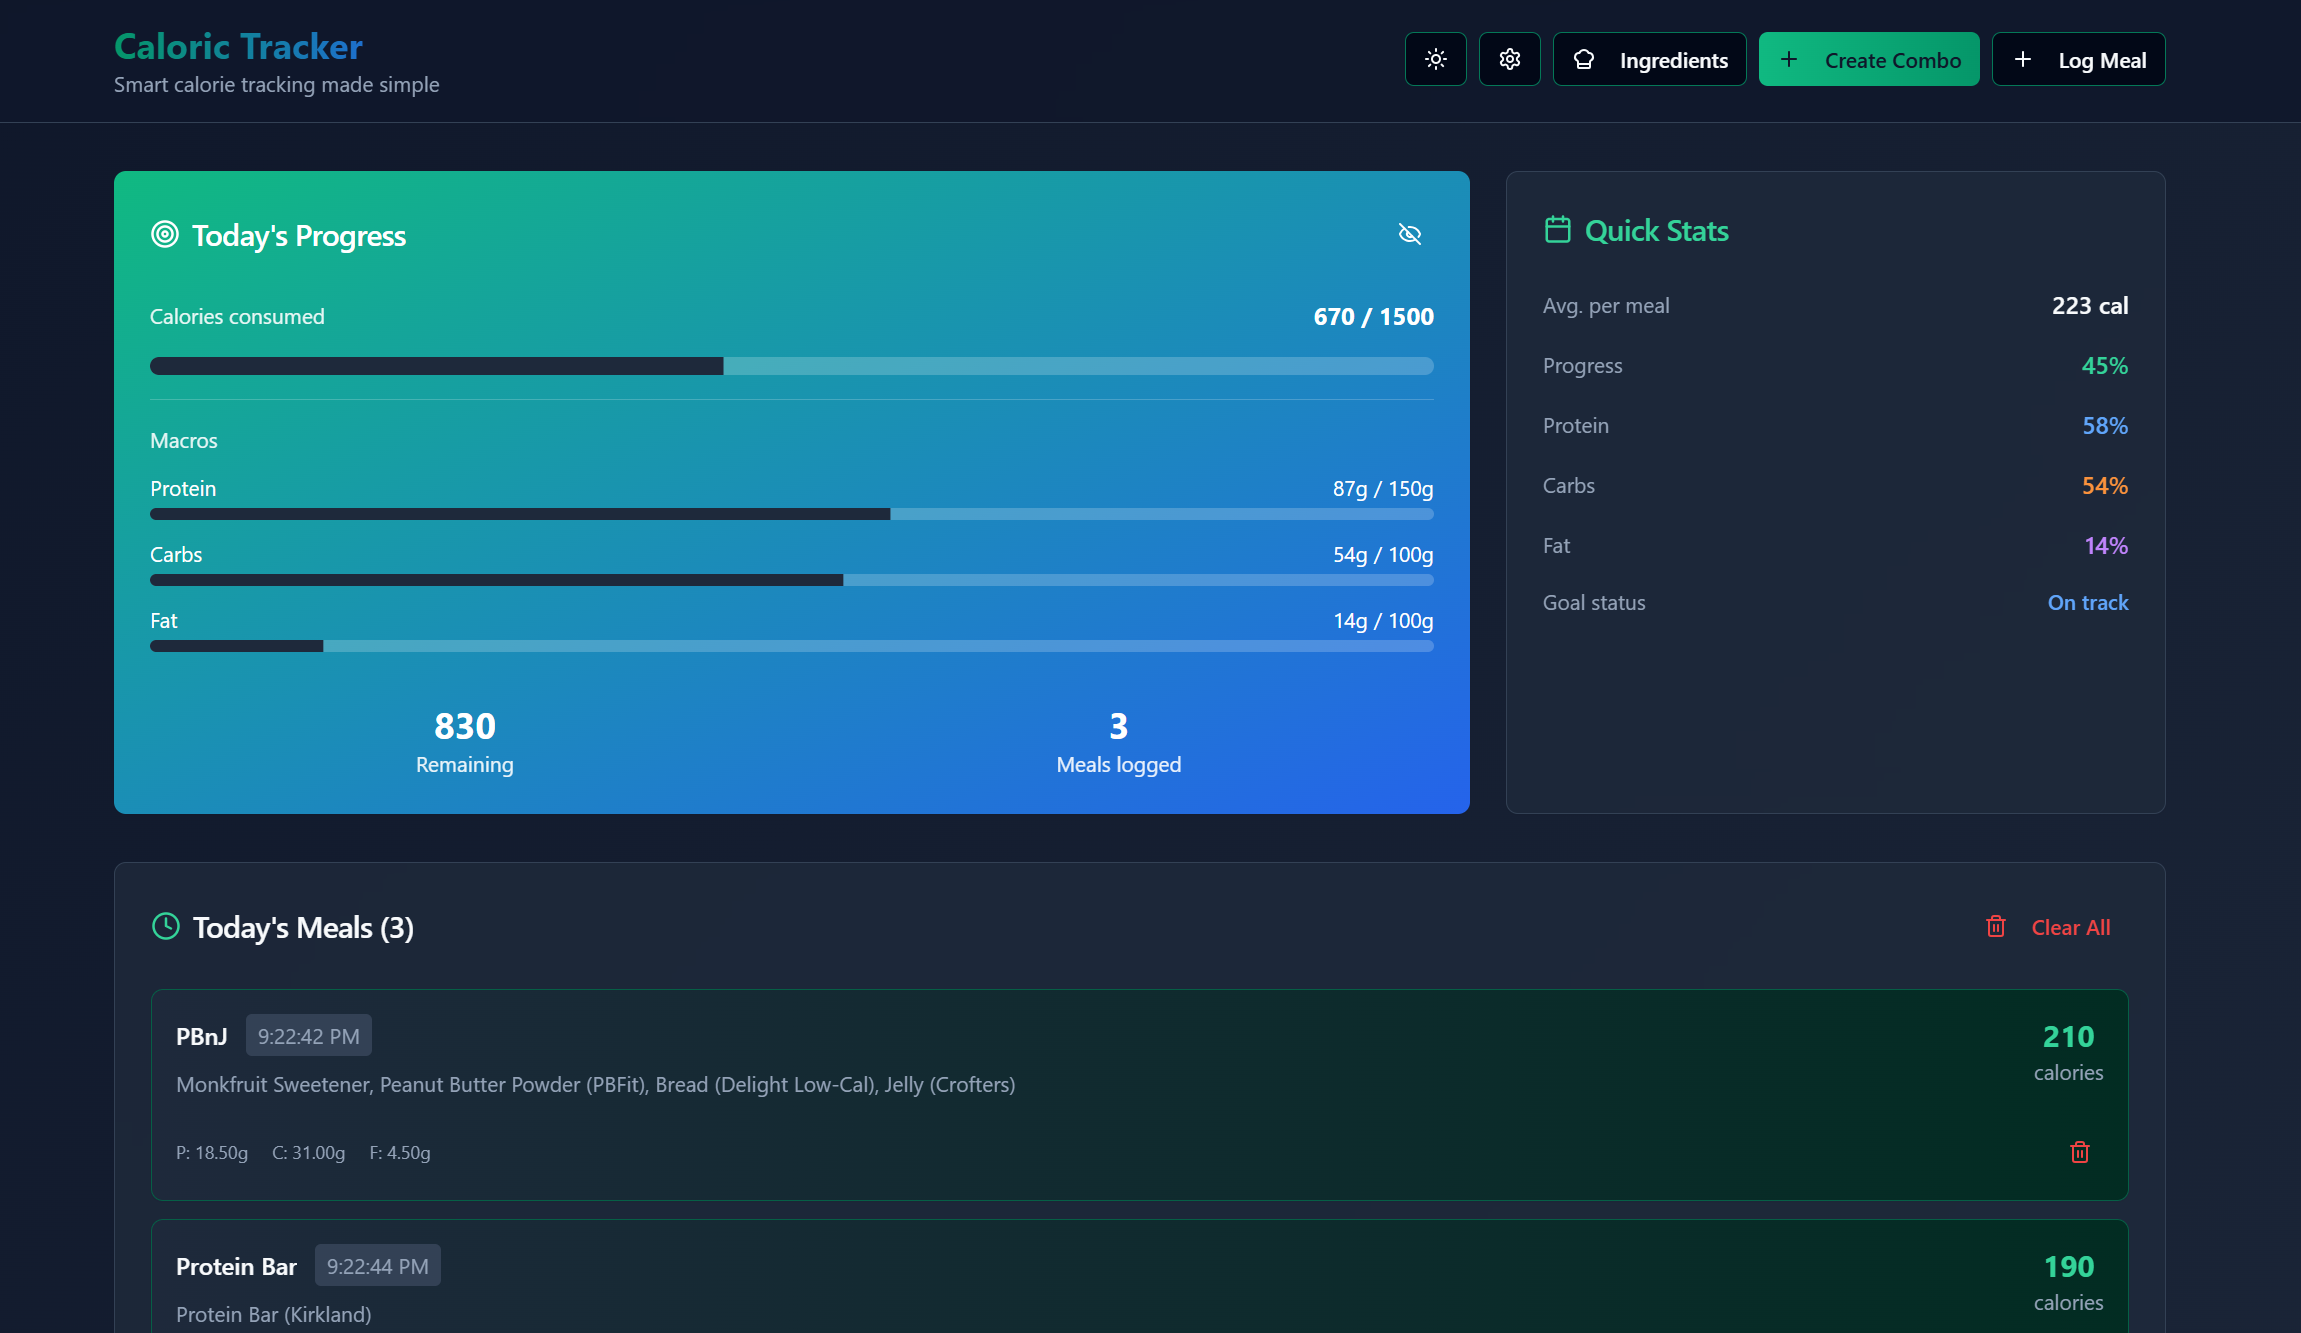 Caloric Tracker
Smart calorie tracking made simple
Ingredients
Create Combo
Log Meal
Today's Progress
Calories consumed
670 / 1500
Macros
Protein
87g / 150g
Carbs
54g / 100g
Fat
14g / 100g
830
Remaining
3
Meals logged
Quick Stats
Avg. per meal
223 cal
Progress
45%
Protein
58%
Carbs
54%
Fat
14%
Goal status
On track
Today's Meals (3)
Clear All
PBnJ
9:22:42 PM
Monkfruit Sweetener, Peanut Butter Powder (PBFit), Bread (Delight Low-Cal), Jelly (Crofters)
P: 18.50g
C: 31.00g
F: 4.50g
210
calories
Protein Bar
9:22:44 PM
Protein Bar (Kirkland)
190
calories